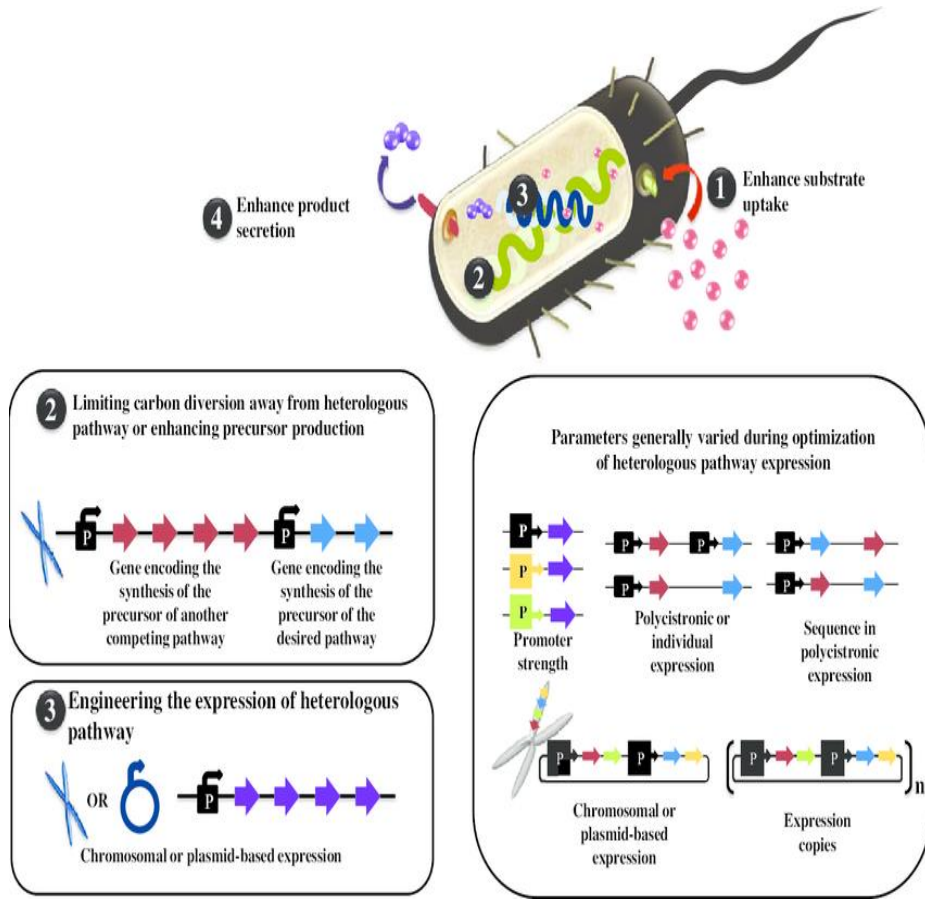 3
1
Enhance substrate
uptake
4
Enhance product
secretion
2
2
Limiting carbon diversion away from heterologous
pathway or enhancing precursor production
P
P
Gene encoding the
synthesis of the
precursor of another
competing pathway
Gene encoding the
synthesis of the
precursor of the
desired pathway
3
Engineering the expression of heterologous
pathway
OR
P
Chromosomal or plasmid-based expression
Parameters generally varied during optimization
of heterologous pathway expression
P
P
P
Promoter
strength
P P
P
Polycistronic or
individual
expression
P
P
Sequence in
polycistronic
expression
P P
Chromosomal or
plasmid-based
expression
P P
n
Expression
copies